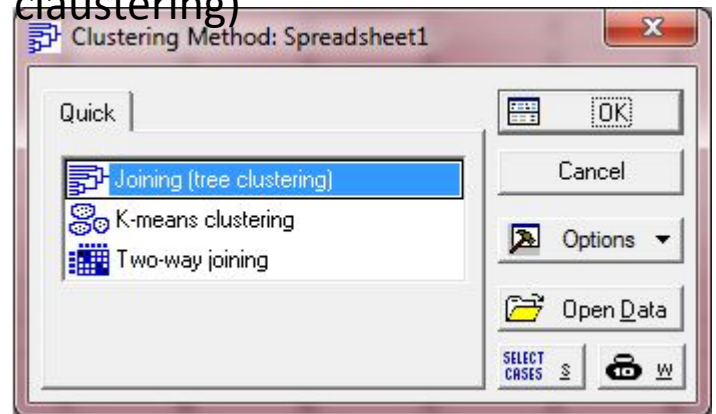 claustering)
Clustering Method: Spreadsheet1
Quick
OK
Joining (tree clustering)
Cancel
K-means clustering
Options
Two-way joining
Open Data
SELECT
CASES S
W